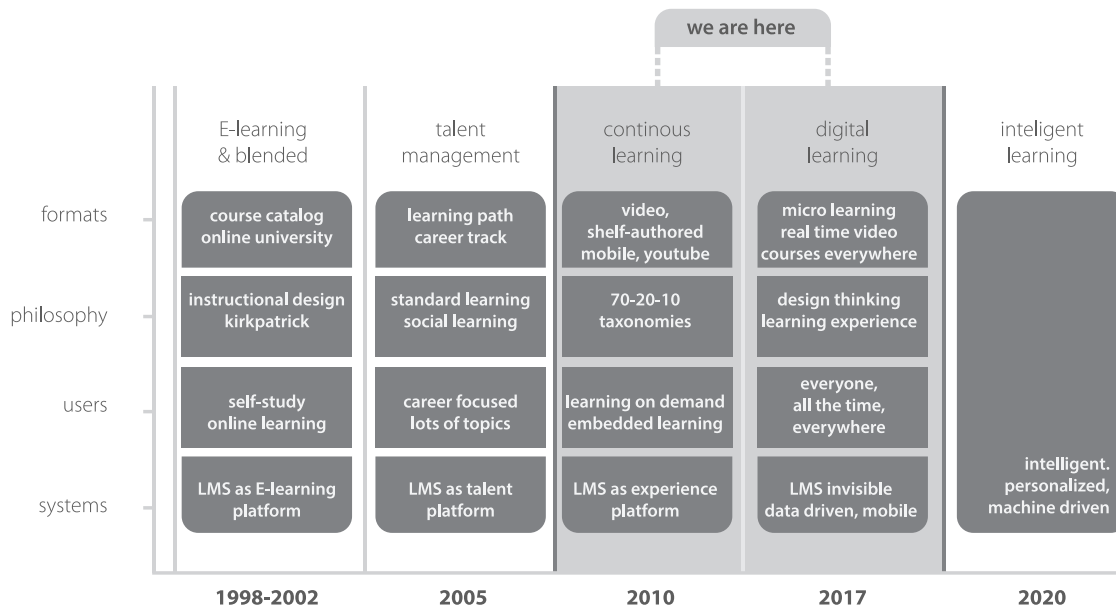 we are here
E-learning
& blended
talent
management
continous
learning
digital
learning
inteligent
learning
formats
course catalog
online university
learning path
career track
video,
shelf-authored
mobile, youtube
micro learning
real time video
courses everywhere
philosophy
instructional design
kirkpatrick
standard learning
social learning
70-20-10
taxonomies
design thinking
learning experience
users
self-study
online learning
career focused
lots of topics
learning on demand
embedded learning
everyone,
all the time,
everywhere
systems
LMS as E-learning
platform
LMS as talent
platform
LMS as experience
platform
LMS invisible
data driven, mobile
intelligent.
personalized,
machine driven
1998-2002
2005
2010
2017
2020